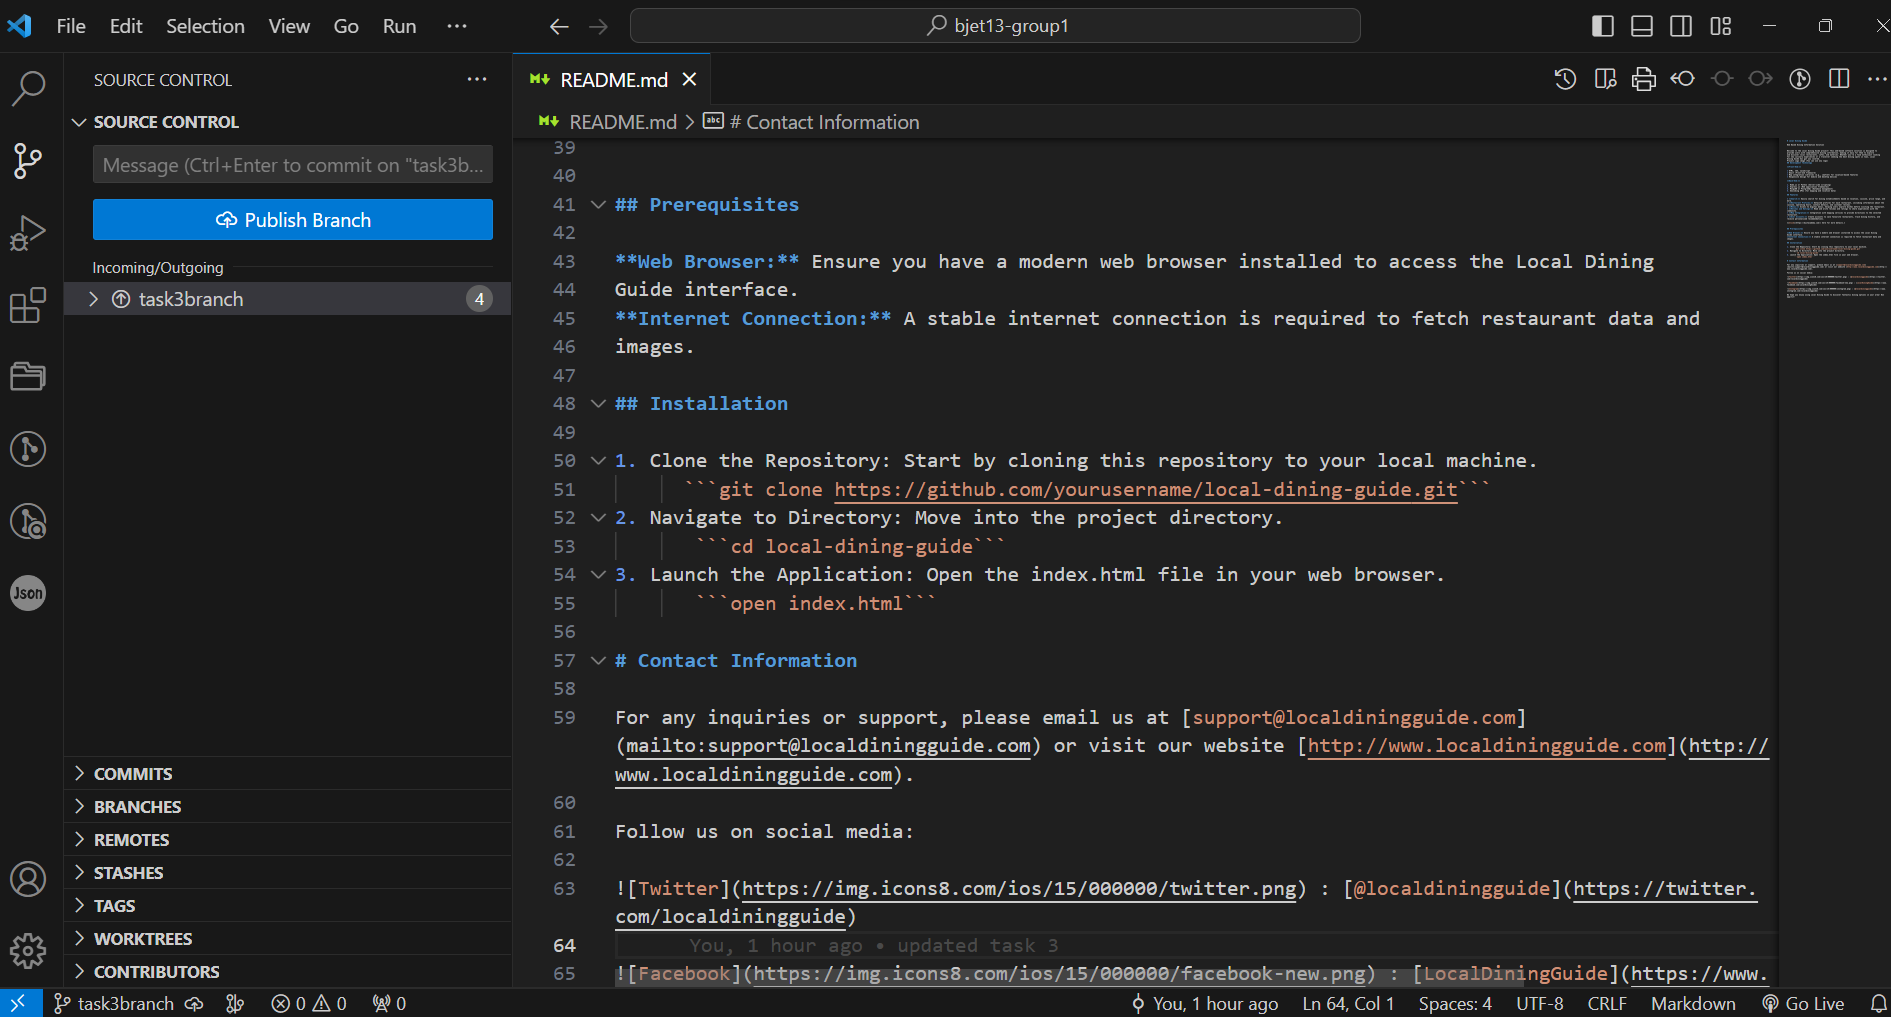 File Edit Selection View Go Run ··· bjet13-group1
SOURCE CONTROL ···
SOURCE CONTROL
Message (Ctrl+Enter to commit on "task3b...
Publish Branch
Incoming/Outgoing
task3branch 4
COMMITS
BRANCHES
REMOTES
STASHES
TAGS
WORKTREES
CONTRIBUTORS
README.md
README.md > abc # Contact Information
39
40
41 ## Prerequisites
42
43 **Web Browser:** Ensure you have a modern web browser installed to access the Local Dining
44 Guide interface.
45 **Internet Connection:** A stable internet connection is required to fetch restaurant data and
46 images.
47
48 ## Installation
49
50 1. Clone the Repository: Start by cloning this repository to your local machine.
51 ```git clone https://github.com/yourusername/local-dining-guide.git```
52 2. Navigate to Directory: Move into the project directory.
53 ```cd local-dining-guide```
54 3. Launch the Application: Open the index.html file in your web browser.
55 ```open index.html```
56
57 # Contact Information
58
59 For any inquiries or support, please email us at [support@localdiningguide.com]
(mailto:support@localdiningguide.com) or visit our website [http://www.localdiningguide.com](http://
www.localdiningguide.com).
60
61 Follow us on social media:
62
63 ![Twitter](https://img.icons8.com/ios/15/000000/twitter.png) : [@localdiningguide](https://twitter.
com/localdiningguide)
64 You, 1 hour ago • updated task 3
65 ![Facebook](https://img.icons8.com/ios/15/000000/facebook-new.png) : [LocalDiningGuide](https://www.
Json
task3branch 0 0 0 You, 1 hour ago Ln 64, Col 1 Spaces: 4 UTF-8 CRLF Markdown Go Live